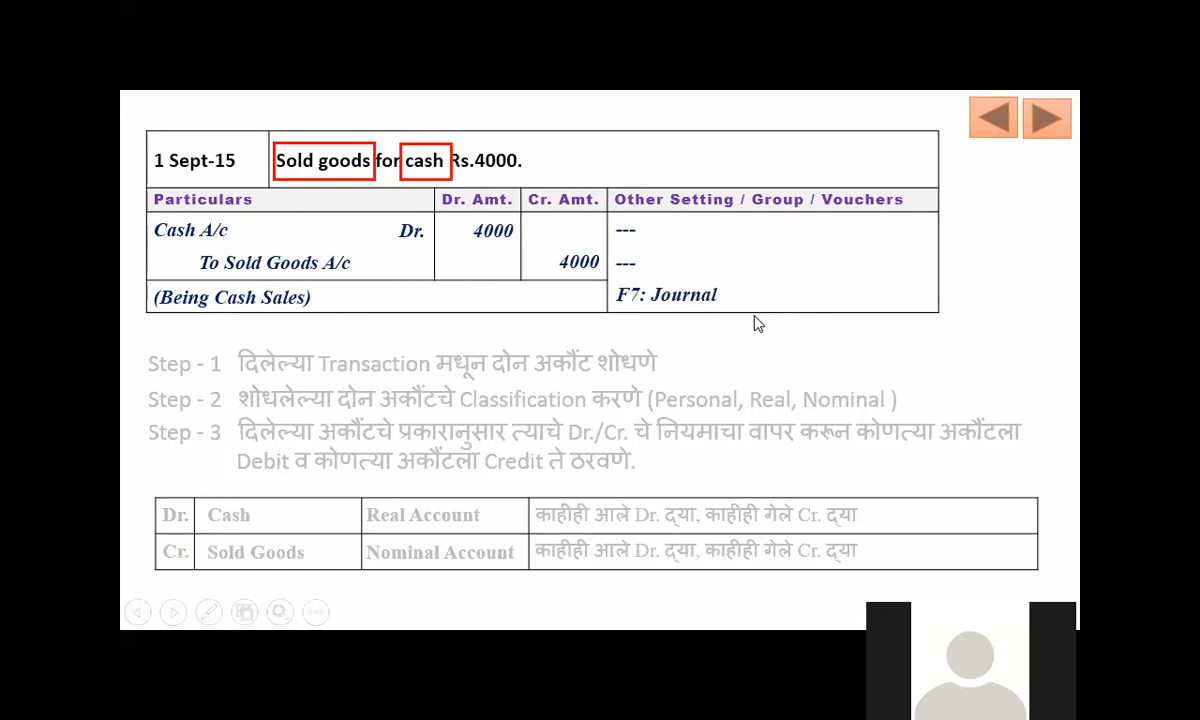 1 Sept-15 Sold goods for cash Rs.4000.
Particulars Dr. Amt. Cr. Amt. Other Setting / Group / Vouchers
Cash A/c Dr. 4000 ---
To Sold Goods A/c 4000 ---
(Being Cash Sales) F7: Journal
Step - 1 दिलेल्या Transaction मधून दोन अकौंट शोधणे
Step - 2 शोधलेल्या दोन अकौंटचे Classification करणे (Personal, Real, Nominal )
Step - 3 दिलेल्या अकौंटचे प्रकारानुसार त्याचे Dr./Cr. चे नियमाचा वापर करून कोणत्या अकौंटला
Debit व कोणत्या अकौंटला Credit ते ठरवणे.
Dr. Cash Real Account काहीही आले Dr. द्या, काहीही गेले Cr. द्या
Cr. Sold Goods Nominal Account काहीही आले Dr. द्या, काहीही गेले Cr. द्या